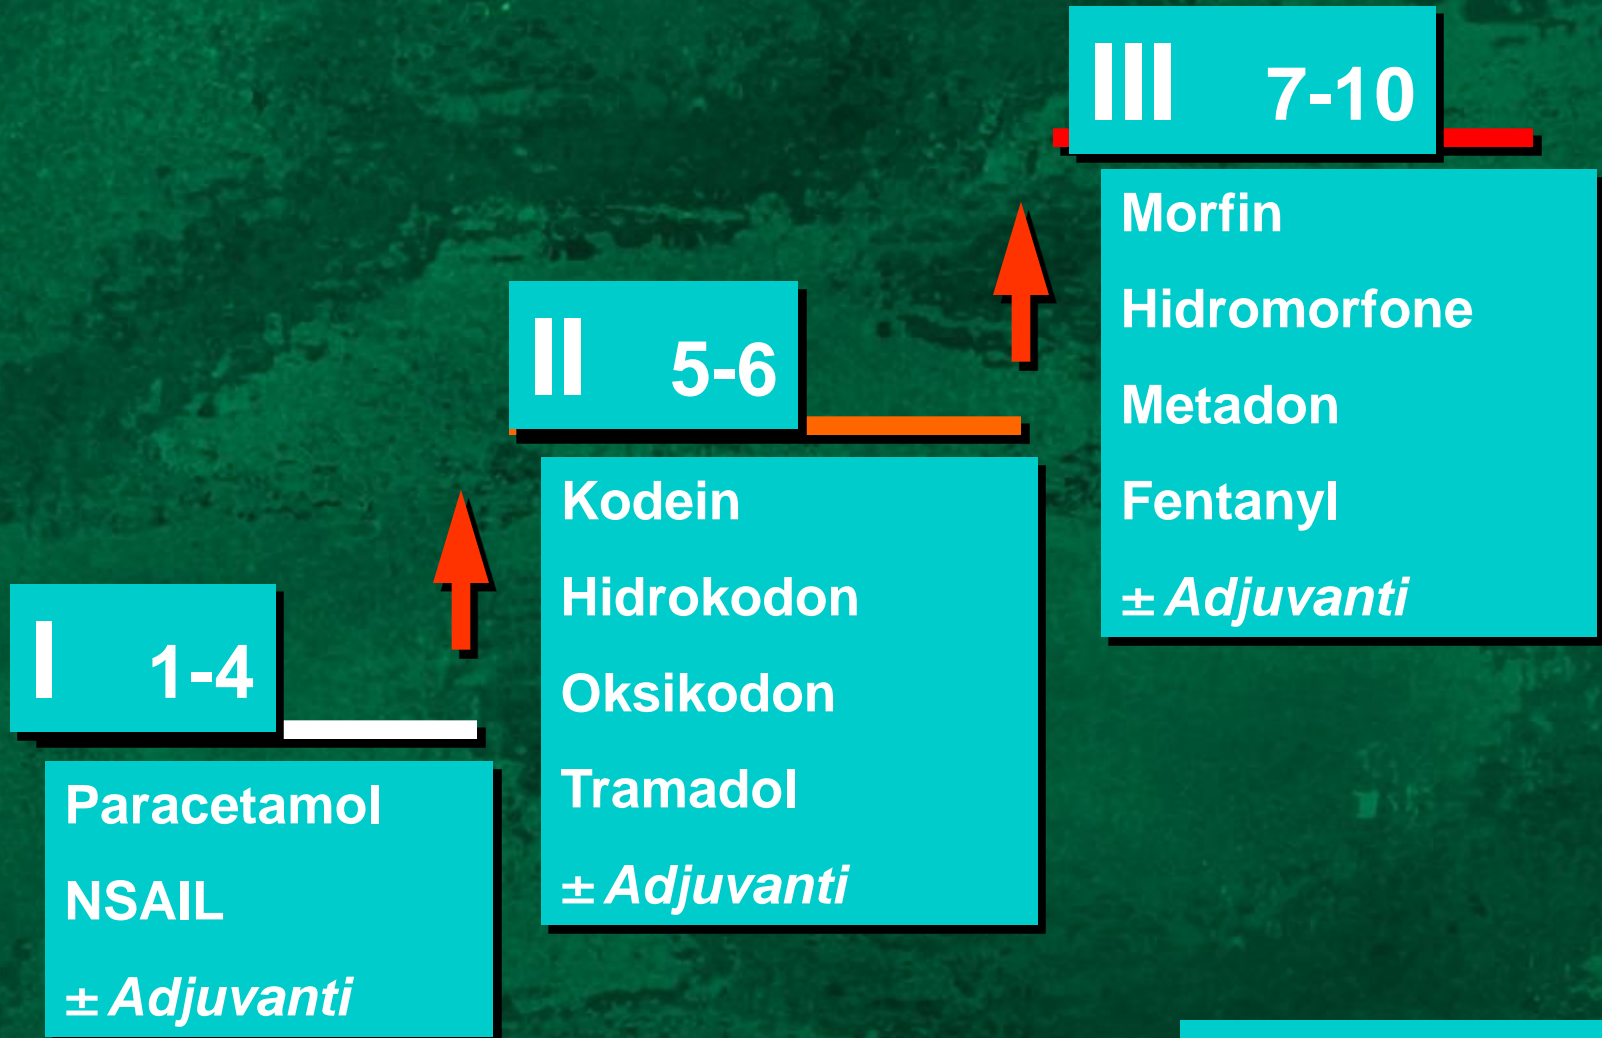 I 1-4
Paracetamol
NSAIL
± Adjuvanti
II 5-6
Kodein
Hidrokodon
Oksikodon
Tramadol
± Adjuvanti
III 7-10
Morfin
Hidromorfone
Metadon
Fentanyl
± Adjuvanti